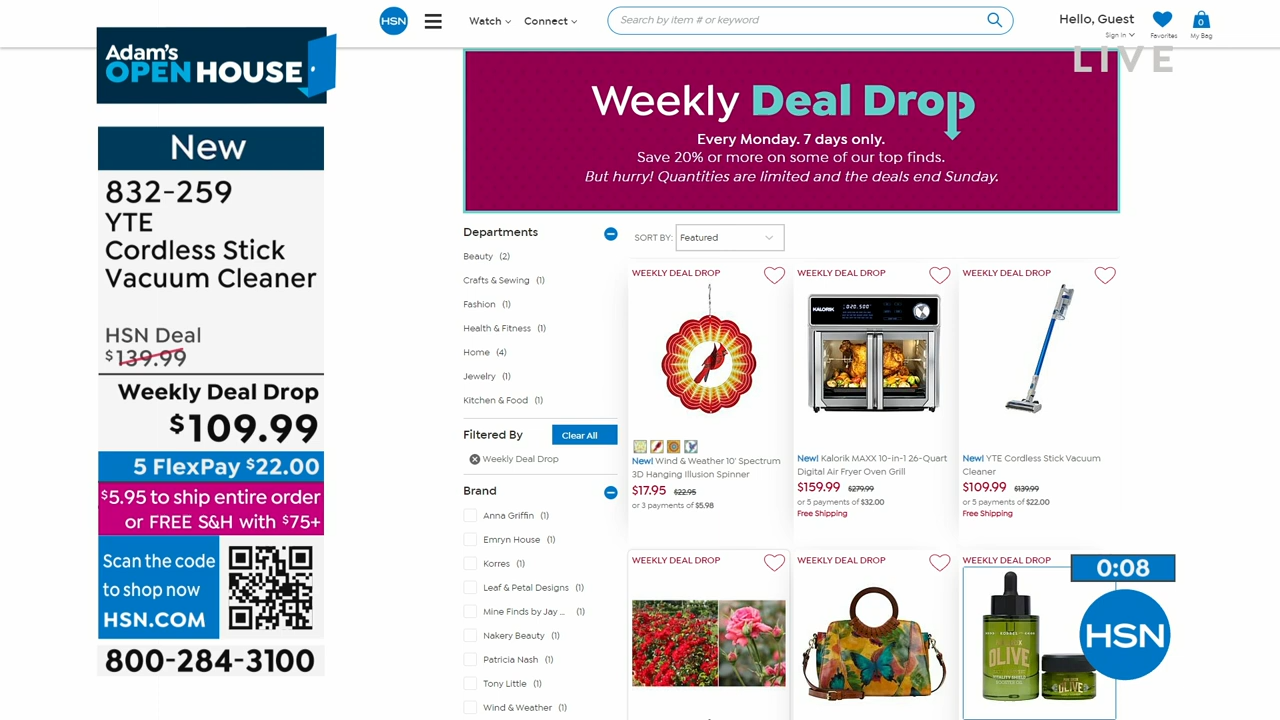 HSN
Watch
Connect
Search by item # or keyword
Hello, Guest
Sign In
Favorites
0
My Bag
LIVE
Adam's
OPEN HOUSE
New
832-259
YTE
Cordless Stick
Vacuum Cleaner
HSN Deal
$139.99
Weekly Deal Drop
$109.99
5 FlexPay $22.00
$5.95 to ship entire order
or FREE S&H with $75+
Scan the code
to shop now
HSN.COM
800-284-3100
Weekly Deal Drop
Every Monday. 7 days only.
Save 20% or more on some of our top finds.
But hurry! Quantities are limited and the deals end Sunday.
Departments
Beauty (2)
Crafts & Sewing (1)
Fashion (1)
Health & Fitness (1)
Home (4)
Jewelry (1)
Kitchen & Food (1)
Filtered By
Clear All
Weekly Deal Drop
Brand
Anna Griffin (1)
Emryn House (1)
Korres (1)
Leaf & Petal Designs (1)
Mine Finds by Jay ... (1)
Nakery Beauty (1)
Patricia Nash (1)
Tony Little (1)
Wind & Weather (1)
SORT BY: Featured
WEEKLY DEAL DROP
New! Wind & Weather 10' Spectrum
3D Hanging Illusion Spinner
$17.95 $22.95
or 3 payments of $5.98
WEEKLY DEAL DROP
KALORIK
New! Kalorik MAXX 10-in-1 26-Quart
Digital Air Fryer Oven Grill
$159.99 $279.99
or 5 payments of $32.00
Free Shipping
WEEKLY DEAL DROP
New! YTE Cordless Stick Vacuum
Cleaner
$109.99 $139.99
or 5 payments of $22.00
Free Shipping
WEEKLY DEAL DROP
WEEKLY DEAL DROP
WEEKLY DEAL DROP
OLIVE
OLIVE
0:08
HSN